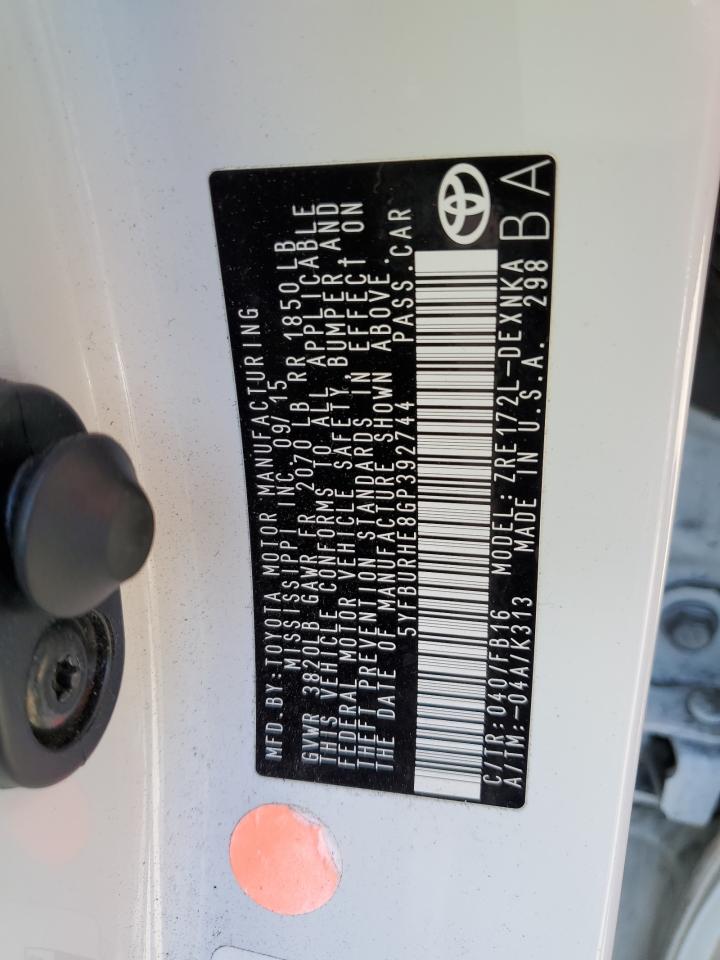 MFD.BY:TOYOTA MOTOR MANUFACTURING
MISSISSIPPI INC.09/15
GVWR 3820LB GAWR FR 2070LB RR 1850LB
THIS VEHICLE CONFORMS TO ALL APPLICABLE
FEDERAL MOTOR VEHICLE SAFETY, BUMPER, AND
THEFT PREVENTION STANDARDS IN EFFECT ON
THE DATE OF MANUFACTURE SHOWN ABOVE.
5YFBURHE8GP392744 PASS.CAR
C/TR:040/FB16 MODEL:ZRE172L-DEXNKA
A/TM:-04A/K313 MADE IN U.S.A. 298 BA